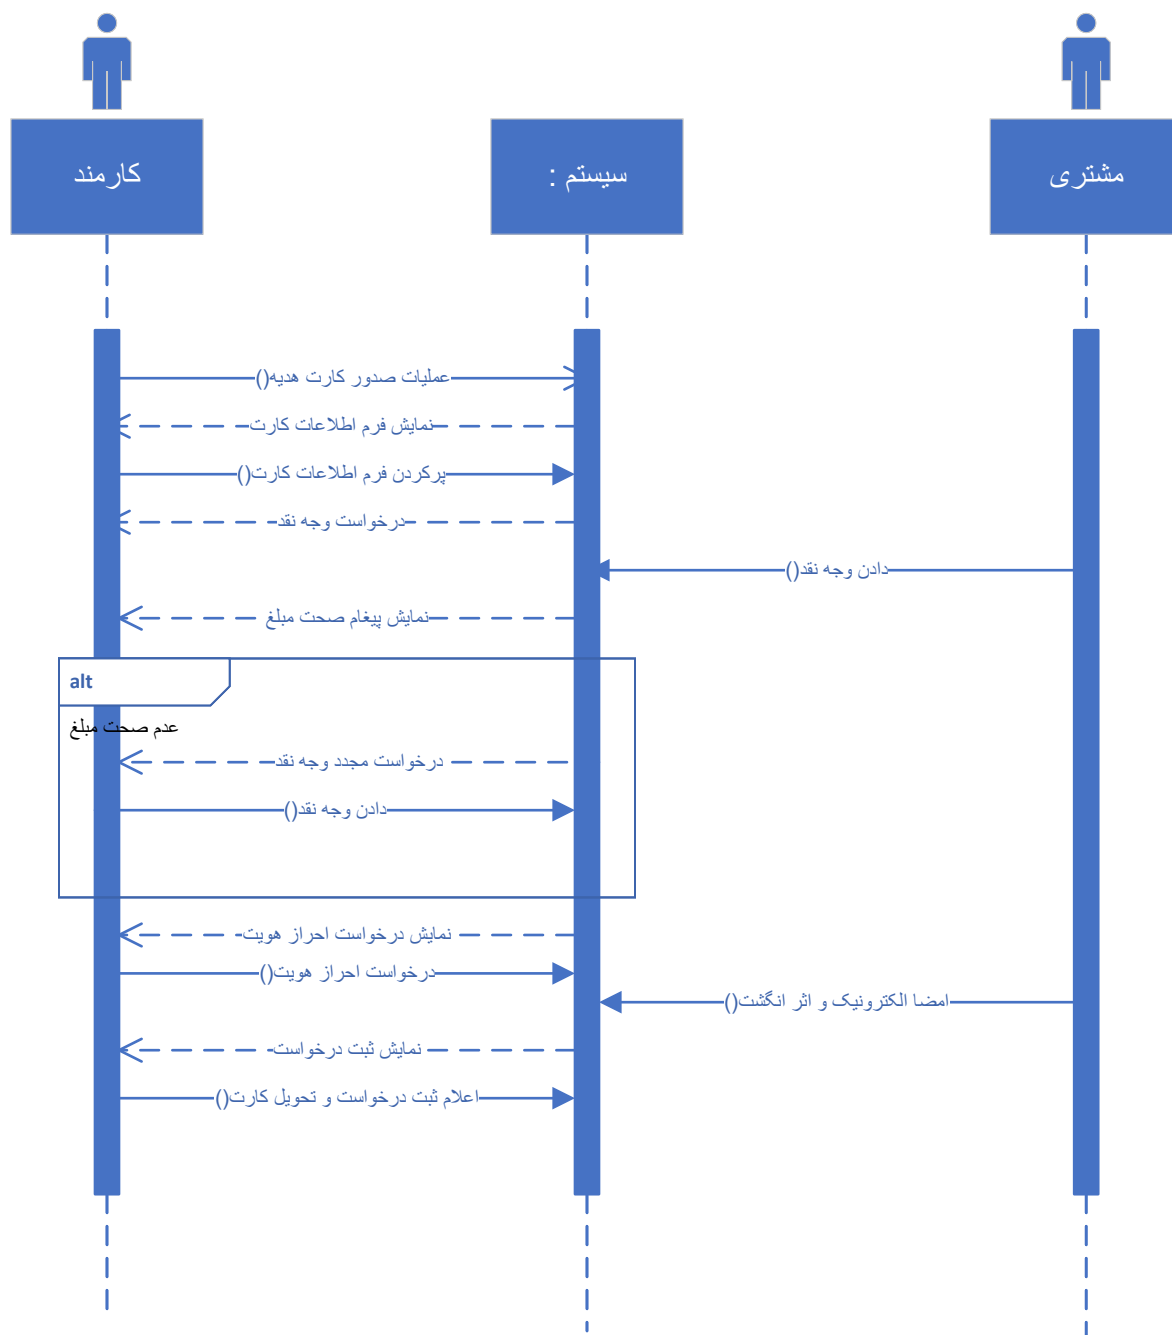 کارمند
سیستم :
مشتری
عملیات صدور کارت هدیه()
نمایش فرم اطلاعات کارت
پرکردن فرم اطلاعات کارت()
درخواست وجه نقد
دادن وجه نقد()
نمایش پیغام صحت مبلغ
alt
عدم صحت مبلغ
درخواست مجدد وجه نقد
دادن وجه نقد()
نمایش درخواست احراز هویت
درخواست احراز هویت()
امضا الکترونیک و اثر انگشت()
نمایش ثبت درخواست
اعلام ثبت درخواست و تحویل کارت()